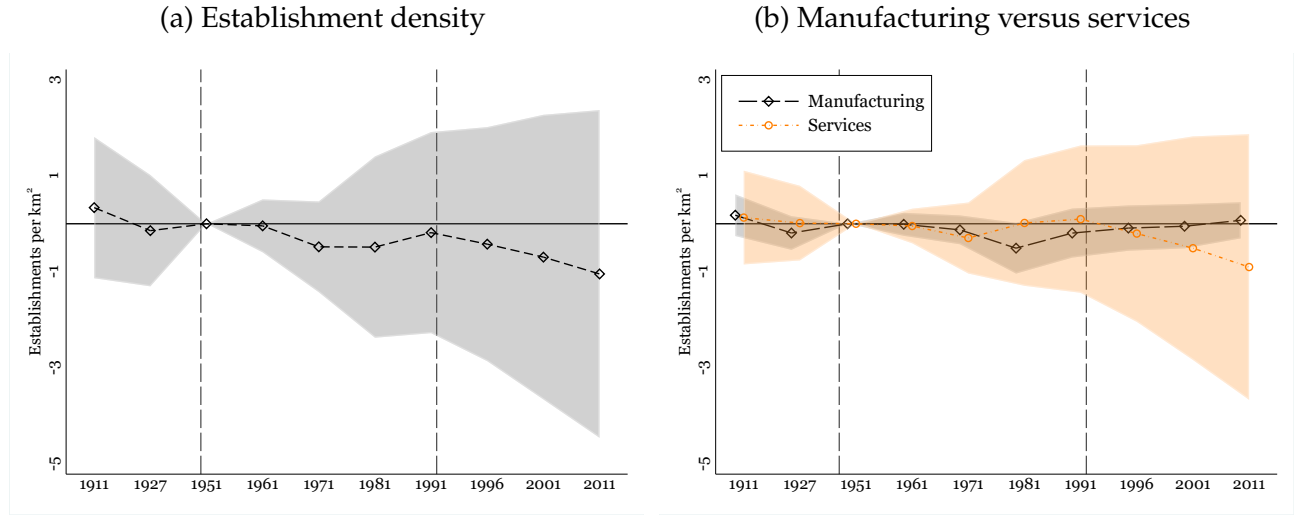 (a) Establishment density
Establishments per km²
3
1
-1
-3
-5
1911 1927 1951 1961 1971 1981 1991 1996 2001 2011
(b) Manufacturing versus services
Establishments per km²
3
1
-1
-3
-5
Manufacturing
Services
1911 1927 1951 1961 1971 1981 1991 1996 2001 2011